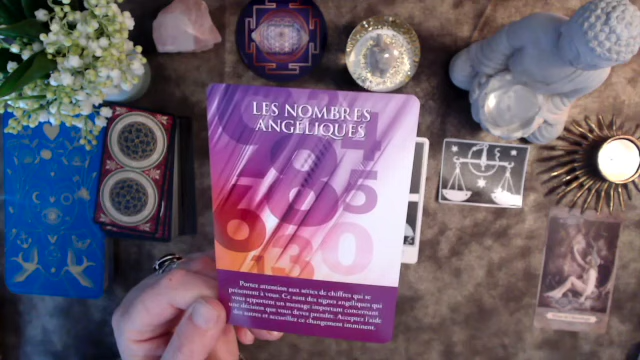 LES NOMBRES
ANGÉLIQUES
Portez attention aux séries de chiffres qui se
présentent à vous. Ce sont des signes angéliques qui
vous apportent un message important concernant
une décision que vous devez prendre. Acceptez l'aide
des autres et accueillez ce changement imminent.